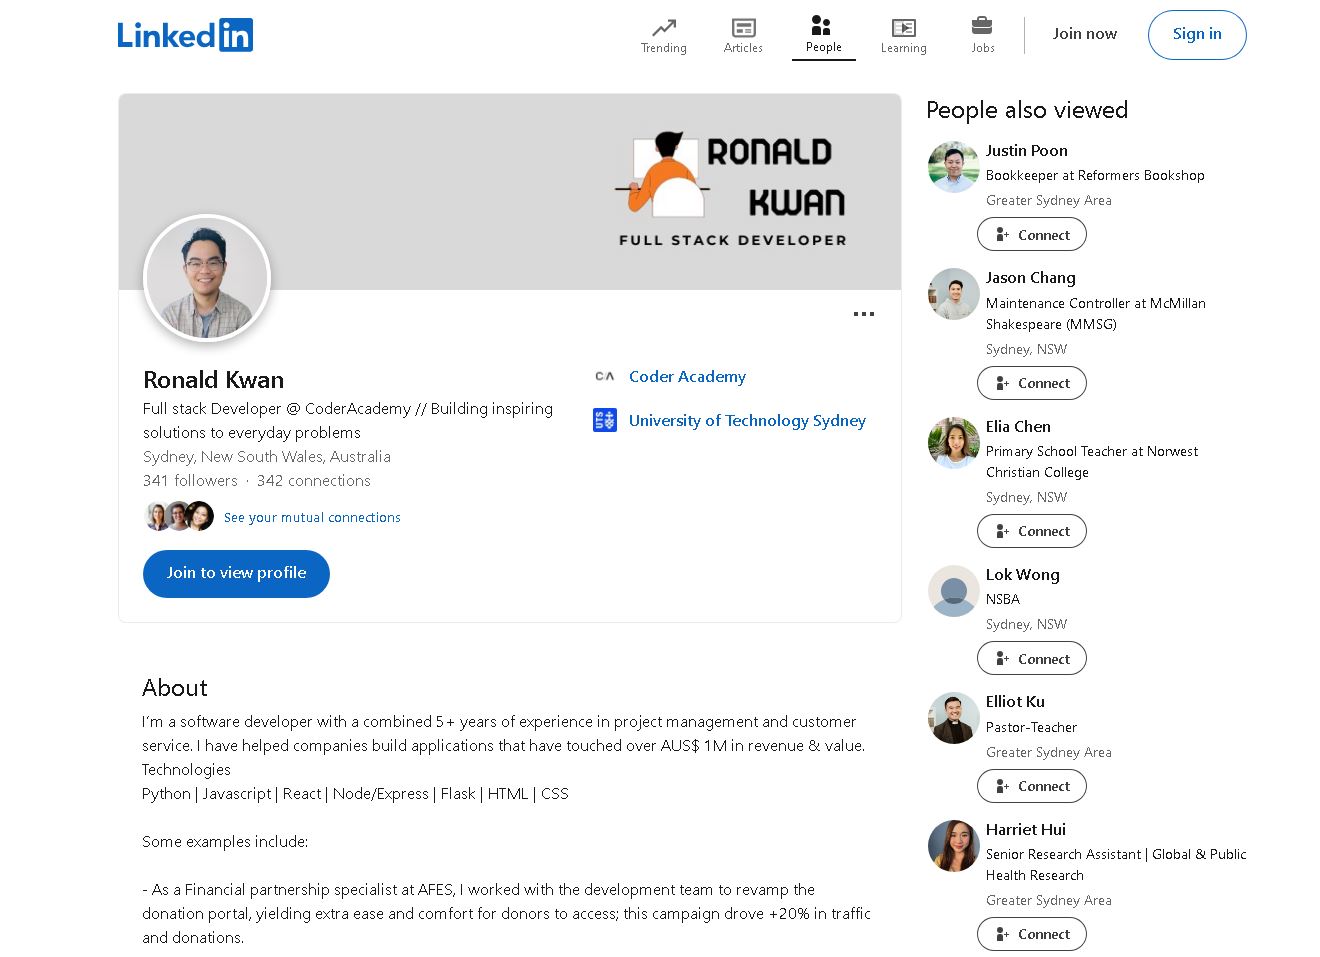 LinkedIn
Trending
Articles
People
Learning
Jobs
Join now
Sign in
RONALD
KWAN
FULL STACK DEVELOPER
Ronald Kwan
Full stack Developer @ CoderAcademy // Building inspiring
solutions to everyday problems
Sydney, New South Wales, Australia
341 followers · 342 connections
See your mutual connections
Join to view profile
C/\ Coder Academy
UTS University of Technology Sydney
About
I'm a software developer with a combined 5+ years of experience in project management and customer
service. I have helped companies build applications that have touched over AUS$ 1M in revenue & value.
Technologies
Python | Javascript | React | Node/Express | Flask | HTML | CSS
Some examples include:
- As a Financial partnership specialist at AFES, I worked with the development team to revamp the
donation portal, yielding extra ease and comfort for donors to access; this campaign drove +20% in traffic
and donations.
People also viewed
Justin Poon
Bookkeeper at Reformers Bookshop
Greater Sydney Area
Connect
Jason Chang
Maintenance Controller at McMillan
Shakespeare (MMSG)
Sydney, NSW
Connect
Elia Chen
Primary School Teacher at Norwest
Christian College
Sydney, NSW
Connect
Lok Wong
NSBA
Sydney, NSW
Connect
Elliot Ku
Pastor-Teacher
Greater Sydney Area
Connect
Harriet Hui
Senior Research Assistant | Global & Public
Health Research
Greater Sydney Area
Connect